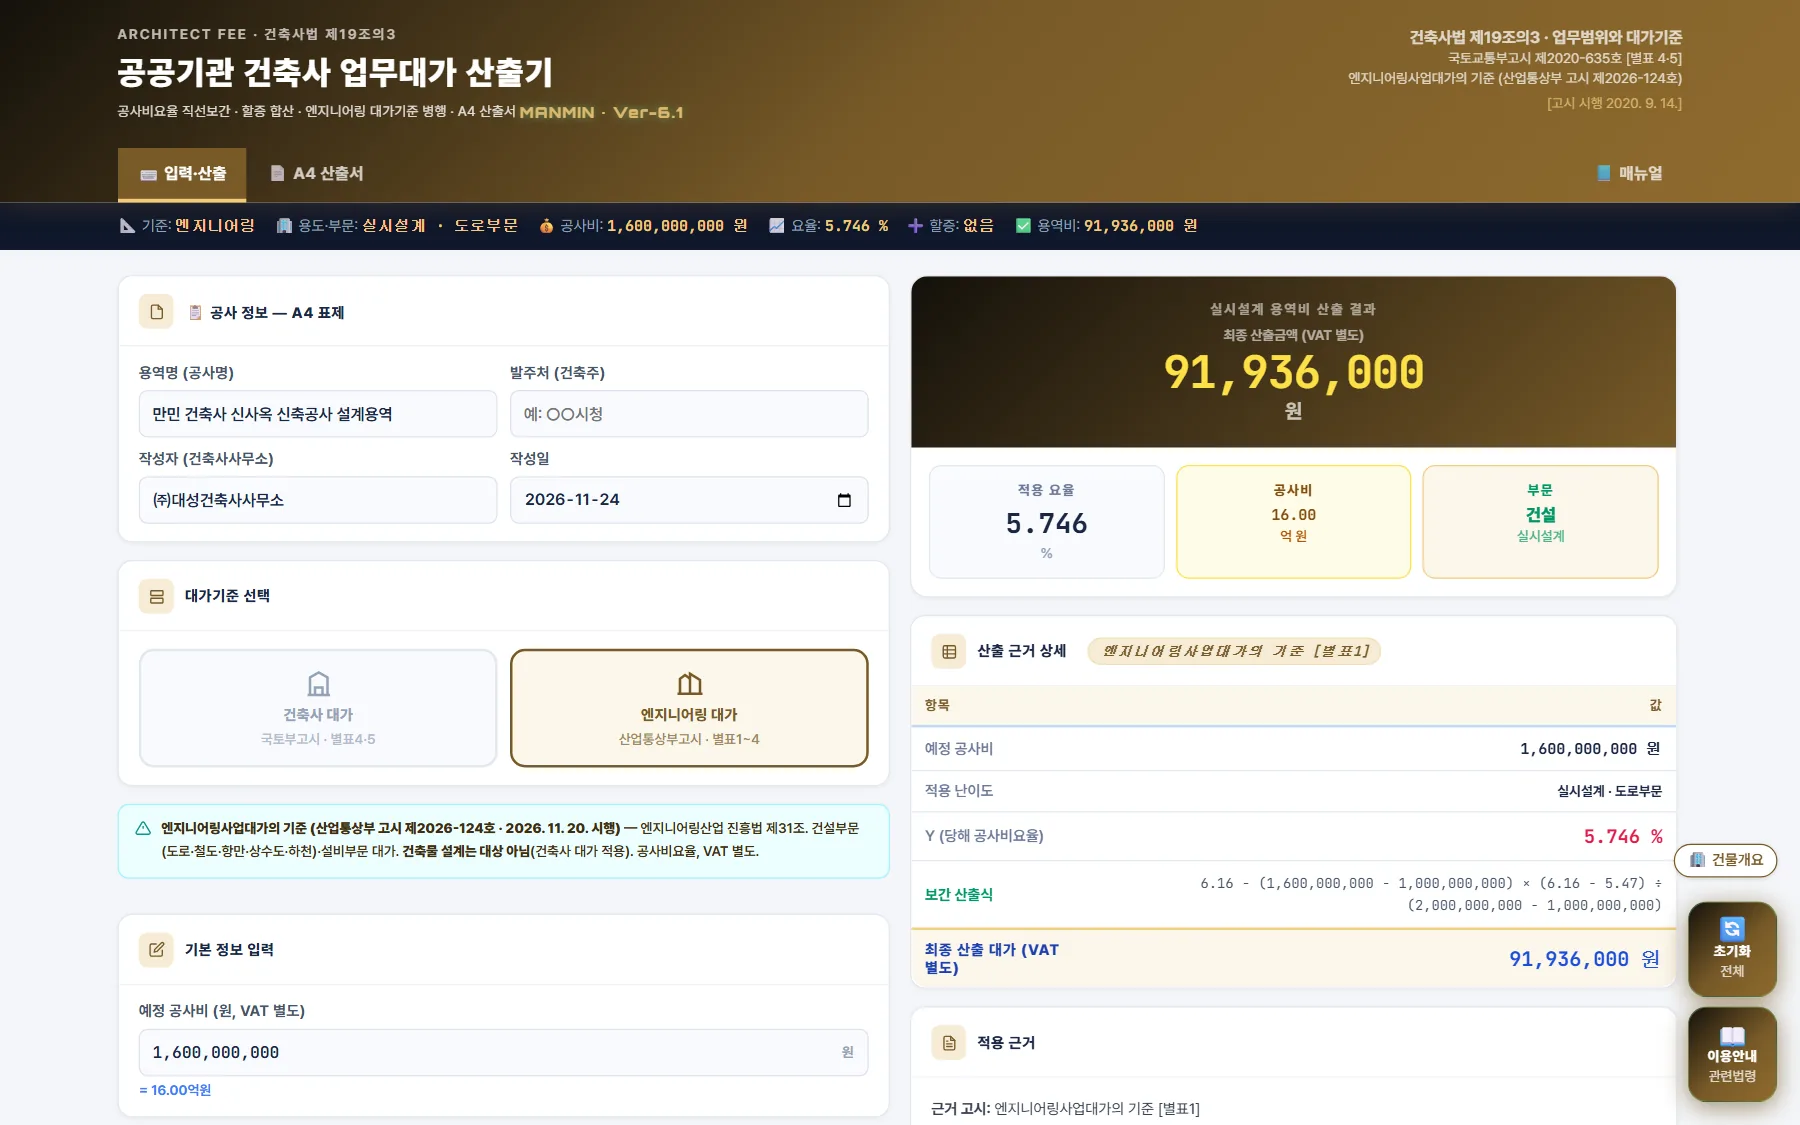 ARCHITECT FEE · 건축사법 제19조의3
공공기관 건축사 업무대가 산출기
공사비요율 직선보간 · 할증 합산 · 엔지니어링 대가기준 병행 · A4 산출서 MANMIN · Ver-6.1
건축사법 제19조의3 · 업무범위와 대가기준
국토교통부고시 제2020-635호 [별표 4·5]
엔지니어링사업대가의 기준 (산업통상부 고시 제2026-124호)
[고시 시행 2020. 9. 14.]
입력·산출
A4 산출서
매뉴얼
기준: 엔지니어링 용도·부문: 실시설계 · 도로부문 공사비: 1,600,000,000 원 요율: 5.746 % 할증: 없음 용역비: 91,936,000 원
공사 정보 — A4 표제
용역명 (공사명)
만민 건축사 신사옥 신축공사 설계용역
발주처 (건축주)
예: ○○시청
작성자 (건축사사무소)
㈜대성건축사사무소
작성일
2026-11-24
대가기준 선택
건축사 대가
국토부고시 · 별표4·5
엔지니어링 대가
산업통상부고시 · 별표1~4
엔지니어링사업대가의 기준 (산업통상부 고시 제2026-124호 · 2026. 11. 20. 시행) — 엔지니어링산업 진흥법 제31조. 건설부문
(도로·철도·항만·상수도·하천)·설비부문 대가. 건축물 설계는 대상 아님(건축사 대가 적용). 공사비요율, VAT 별도.
기본 정보 입력
예정 공사비 (원, VAT 별도)
1,600,000,000 원
= 16.00억원
실시설계 용역비 산출 결과
최종 산출금액 (VAT 별도)
91,936,000
원
적용 요율
5.746
%
공사비
16.00
억 원
부문
건설
실시설계
산출 근거 상세 엔지니어링사업대가의 기준 [별표1]
항목 값
예정 공사비 1,600,000,000 원
적용 난이도 실시설계 · 도로부문
Y (당해 공사비요율) 5.746 %
보간 산출식 6.16 - (1,600,000,000 - 1,000,000,000) × (6.16 - 5.47) ÷
(2,000,000,000 - 1,000,000,000)
최종 산출 대가 (VAT
별도)
91,936,000 원
적용 근거
근거 고시: 엔지니어링사업대가의 기준 [별표1]
건물개요
초기화
전체
이용안내
관련법령